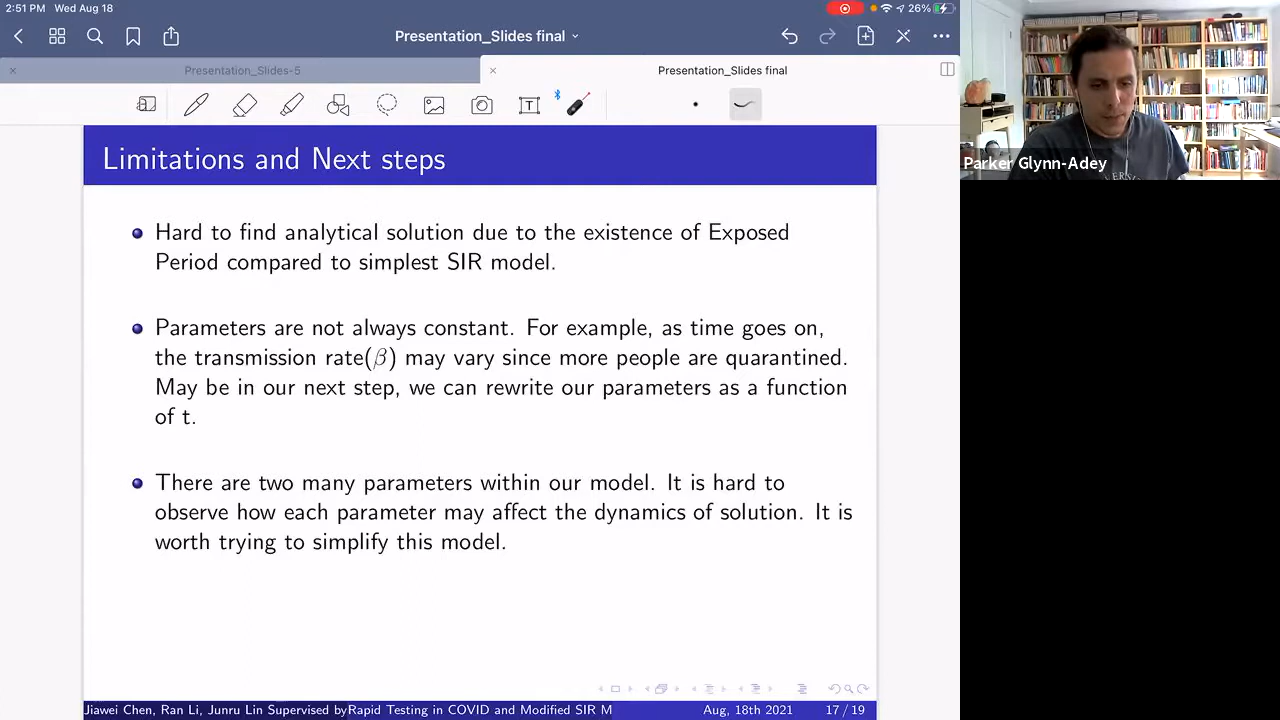 2:51 PM Wed Aug 18
26%
Presentation_Slides final
Presentation_Slides-5
Presentation_Slides final
T
Parker Glynn-Adey
Limitations and Next steps
Hard to find analytical solution due to the existence of Exposed
Period compared to simplest SIR model.
Parameters are not always constant. For example, as time goes on,
the transmission rate(β) may vary since more people are quarantined.
May be in our next step, we can rewrite our parameters as a function
of t.
There are two many parameters within our model. It is hard to
observe how each parameter may affect the dynamics of solution. It is
worth trying to simplify this model.
Jiawei Chen, Ran Li, Junru Lin Supervised by Rapid Testing in COVID and Modified SIR M Aug, 18th 2021 17 / 19